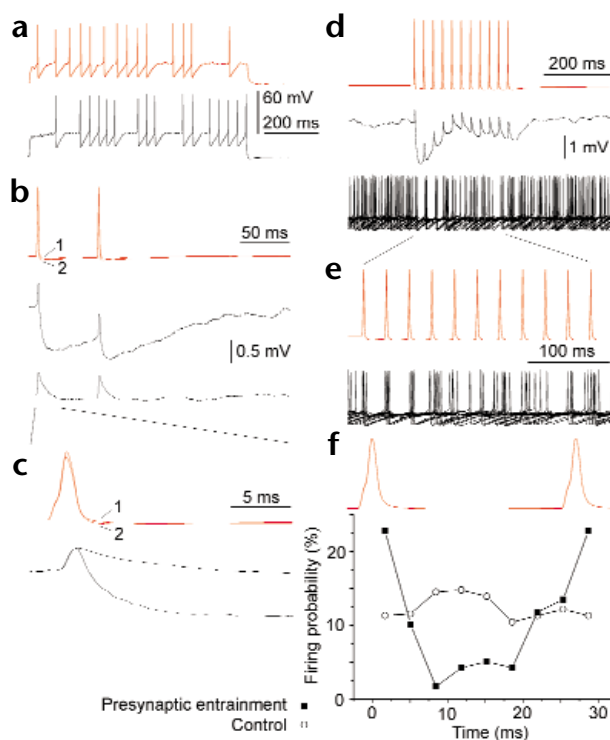 a
60 mV
200 ms
b
50 ms
1
2
0.5 mV
c
5 ms
1
2
d
200 ms
1 mV
e
100 ms
f
Firing probability (%)
20
10
0
0 10 20 30
Time (ms)
Presynaptic entrainment ■
Control ○